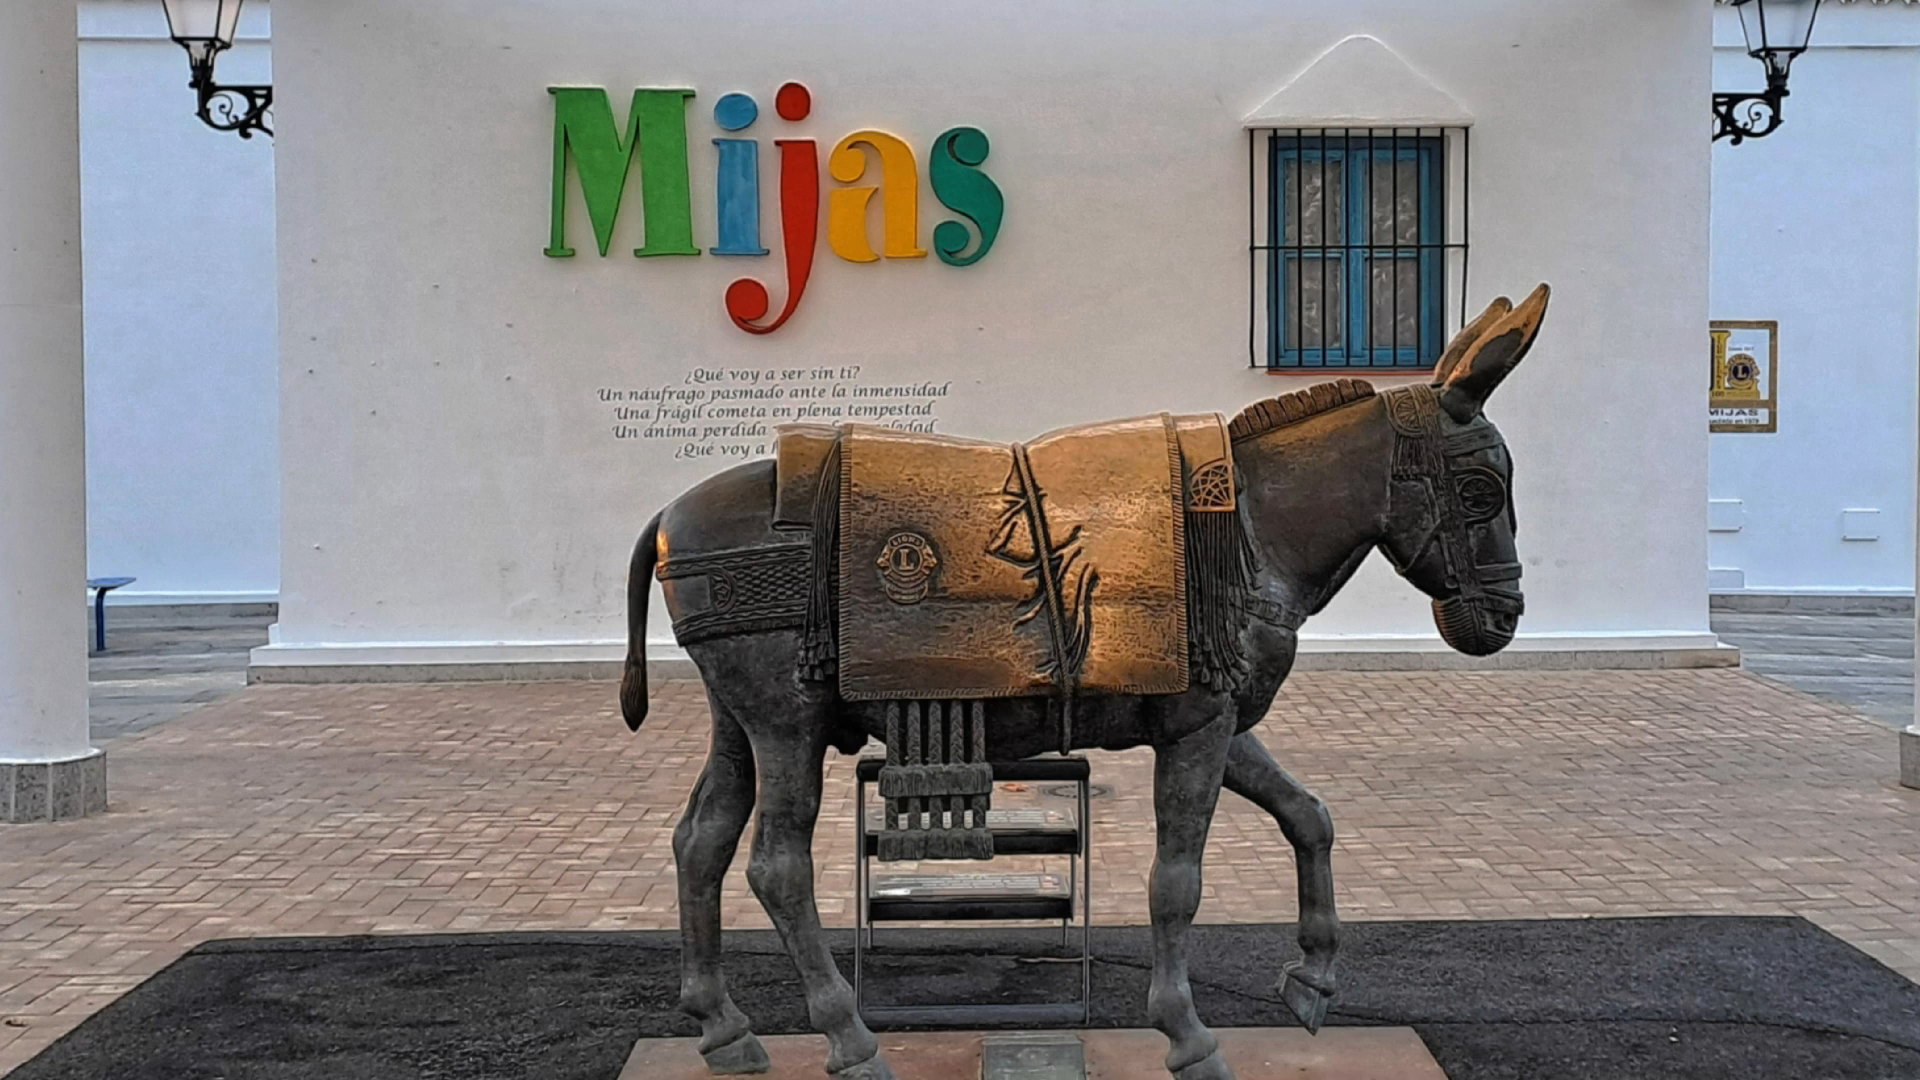 Mijas
¿Qué voy a ser sin ti?
Un náufrago pasmado ante la inmensidad
Una frágil cometa en plena tempestad
Un ánima perdida
¿Qué voy a
LIONS
L
L
MIJAS